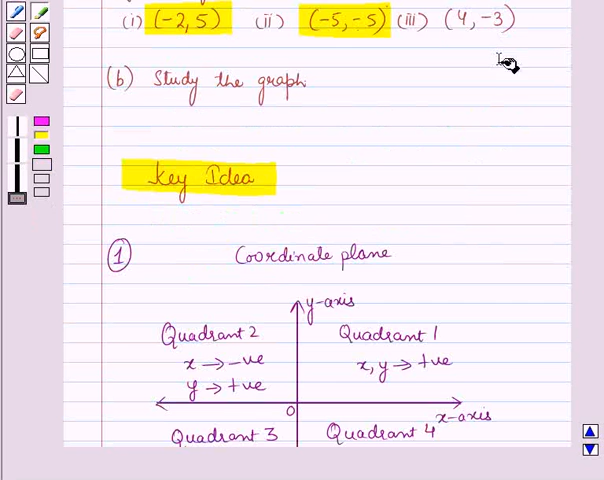 (i) (-2, 5) (ii) (-5, -5) (iii) (4, -3)
(b) Study the graph
Key Idea
1 Coordinate plane
y-axis
Quadrant 2 Quadrant 1
x → -ve x, y → +ve
y → +ve
0 x-axis
Quadrant 3 Quadrant 4